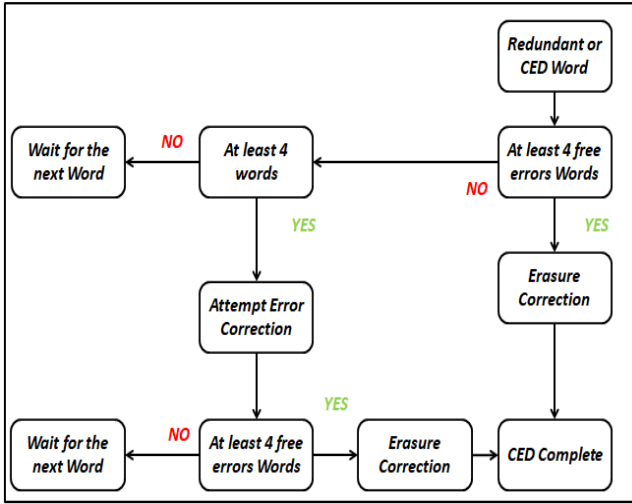 Redundant or
CED Word
Wait for the
next Word
NO
At least 4
words
NO
At least 4 free
errors Words
YES
YES
Attempt Error
Correction
Erasure
Correction
Wait for the
next Word
NO
At least 4 free
errors Words
YES
Erasure
Correction
CED Complete